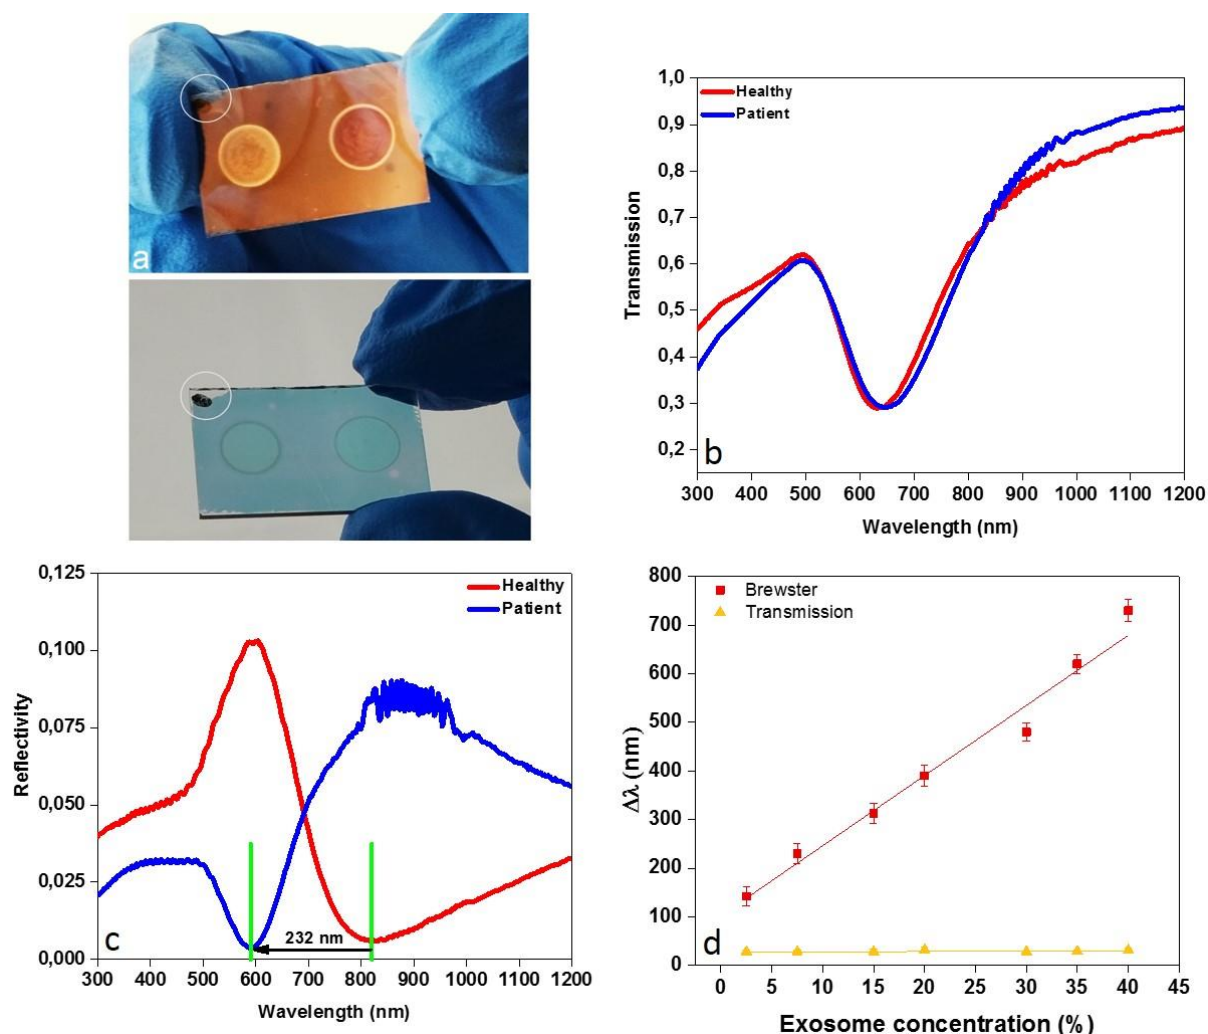 a
1,0
Healthy
0,9
Patient
0,8
0,7
0,6
0,5
0,4
0,3
0,2
Transmission
b
300 400 500 600 700 800 900 1000 1100 1200
Wavelength (nm)
0,125
Healthy
Patient
0,100
0,075
0,050
0,025
0,000
Reflectivity
c
232 nm
300 400 500 600 700 800 900 1000 1100 1200
Wavelength (nm)
800
Brewster
Transmission
700
600
500
400
300
200
100
0
Δλ (nm)
d
0 5 10 15 20 25 30 35 40 45
Exosome concentration (%)